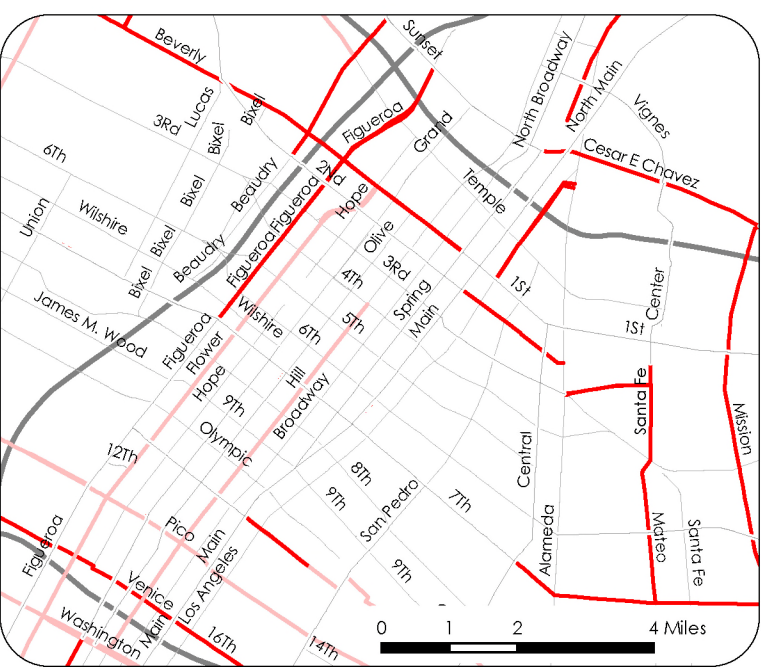 Sunset
Beverly
North Broadway
North Main
Lucas
Bixel
Vignes
3Rd
Bixel
Figueroa
Grand
Cesar E Chavez
6Th
2Nd
Temple
Bixel
Beaudry
Figueroa
Hope
Union
Wilshire
Olive
Bixel
Beaudry
Figueroa
3Rd
4Th
1St
Center
Bixel
Spring
Main
James M. Wood
Wilshire
5Th
1St
6Th
Figueroa
Flower
Hope
Hill
Santa Fe
9Th
Broadway
Mission
Olympic
12Th
Central
8Th
7Th
9Th
San Pedro
Pico
Main
Figueroa
Alameda
Mateo
Santa Fe
Los Angeles
9Th
Venice
Washington
Main
16Th
14Th
0 1 2 4 Miles